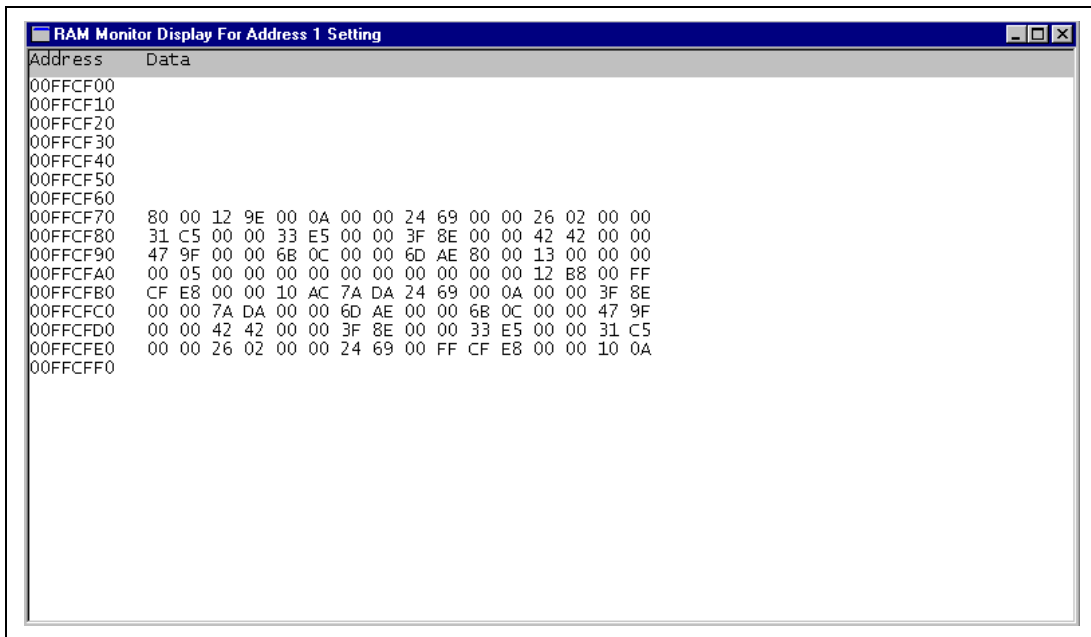 RAM Monitor Display For Address 1 Setting
Address Data
00FFCF00
00FFCF10
00FFCF20
00FFCF30
00FFCF40
00FFCF50
00FFCF60
00FFCF70 80 00 12 9E 00 0A 00 00 24 69 00 00 26 02 00 00
00FFCF80 31 C5 00 00 33 E5 00 00 3F 8E 00 00 42 42 00 00
00FFCF90 47 9F 00 00 6B 0C 00 00 6D AE 80 00 13 00 00 00
00FFCFA0 00 05 00 00 00 00 00 00 00 00 00 00 12 B8 00 FF
00FFCFB0 CF E8 00 00 10 AC 7A DA 24 69 00 0A 00 00 3F 8E
00FFCFC0 00 00 7A DA 00 00 6D AE 00 00 6B 0C 00 00 47 9F
00FFCFD0 00 00 42 42 00 00 3F 8E 00 00 33 E5 00 00 31 C5
00FFCFE0 00 00 26 02 00 00 24 69 00 FF CF E8 00 00 10 0A
00FFCFF0